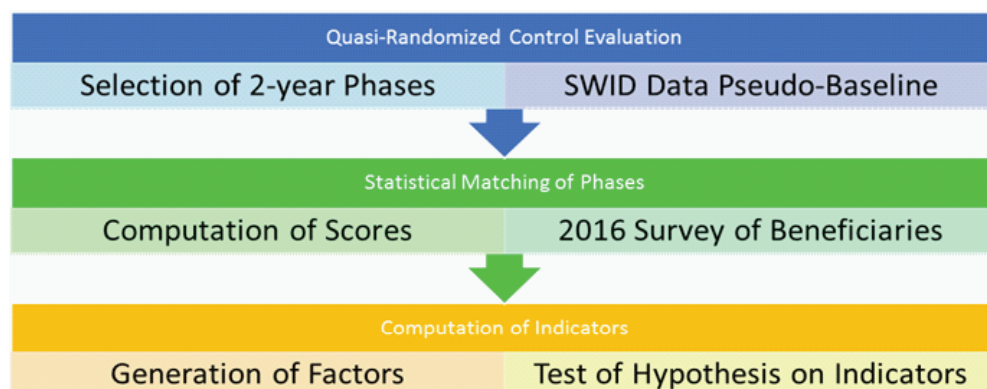 Quasi-Randomized Control Evaluation
Selection of 2-year Phases
SWID Data Pseudo-Baseline
Statistical Matching of Phases
Computation of Scores
2016 Survey of Beneficiaries
Computation of Indicators
Generation of Factors
Test of Hypothesis on Indicators